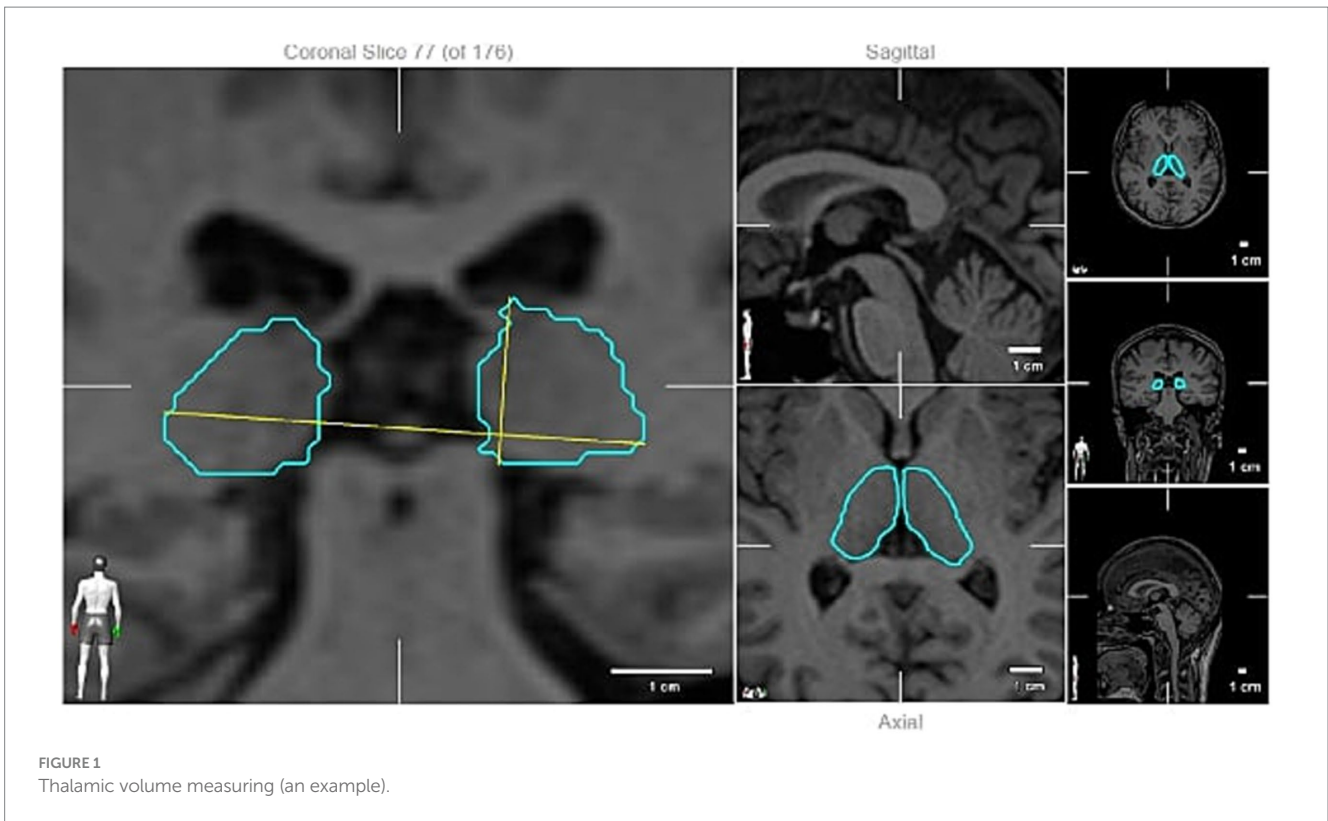 Coronal Slice 77 (of 176)
Sagittal
1 cm
1 cm
1 cm
1 cm
1 cm
1 cm
Axial
FIGURE 1
Thalamic volume measuring (an example).